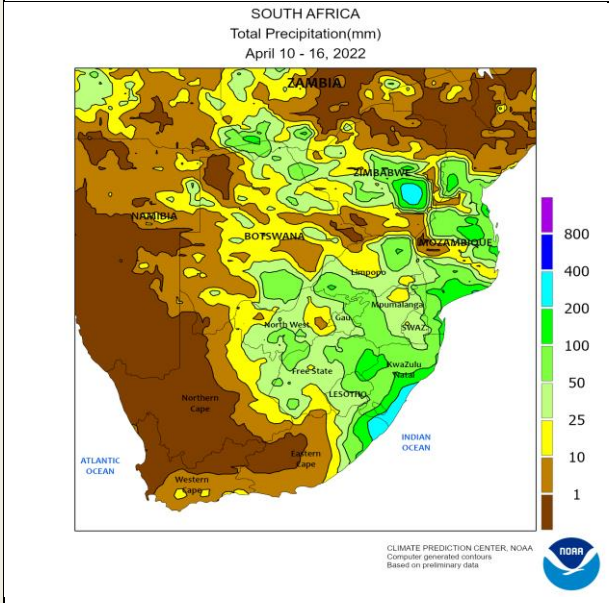 SOUTH AFRICA
Total Precipitation(mm)
April 10 - 16, 2022
ZAMBIA
ZIMBABWE
NAMIBIA
BOTSWANA
MOZAMBIQUE
Limpopo
Mpumalanga
Gau
North West
SWAZ.
Free State
KwaZulu
Natal
LESOTHO
Northern
Cape
Eastern
Cape
Western
Cape
ATLANTIC
OCEAN
INDIAN
OCEAN
800
400
200
100
50
25
10
1
CLIMATE PREDICTION CENTER, NOAA
Computer generated contours
Based on preliminary data
NOAA